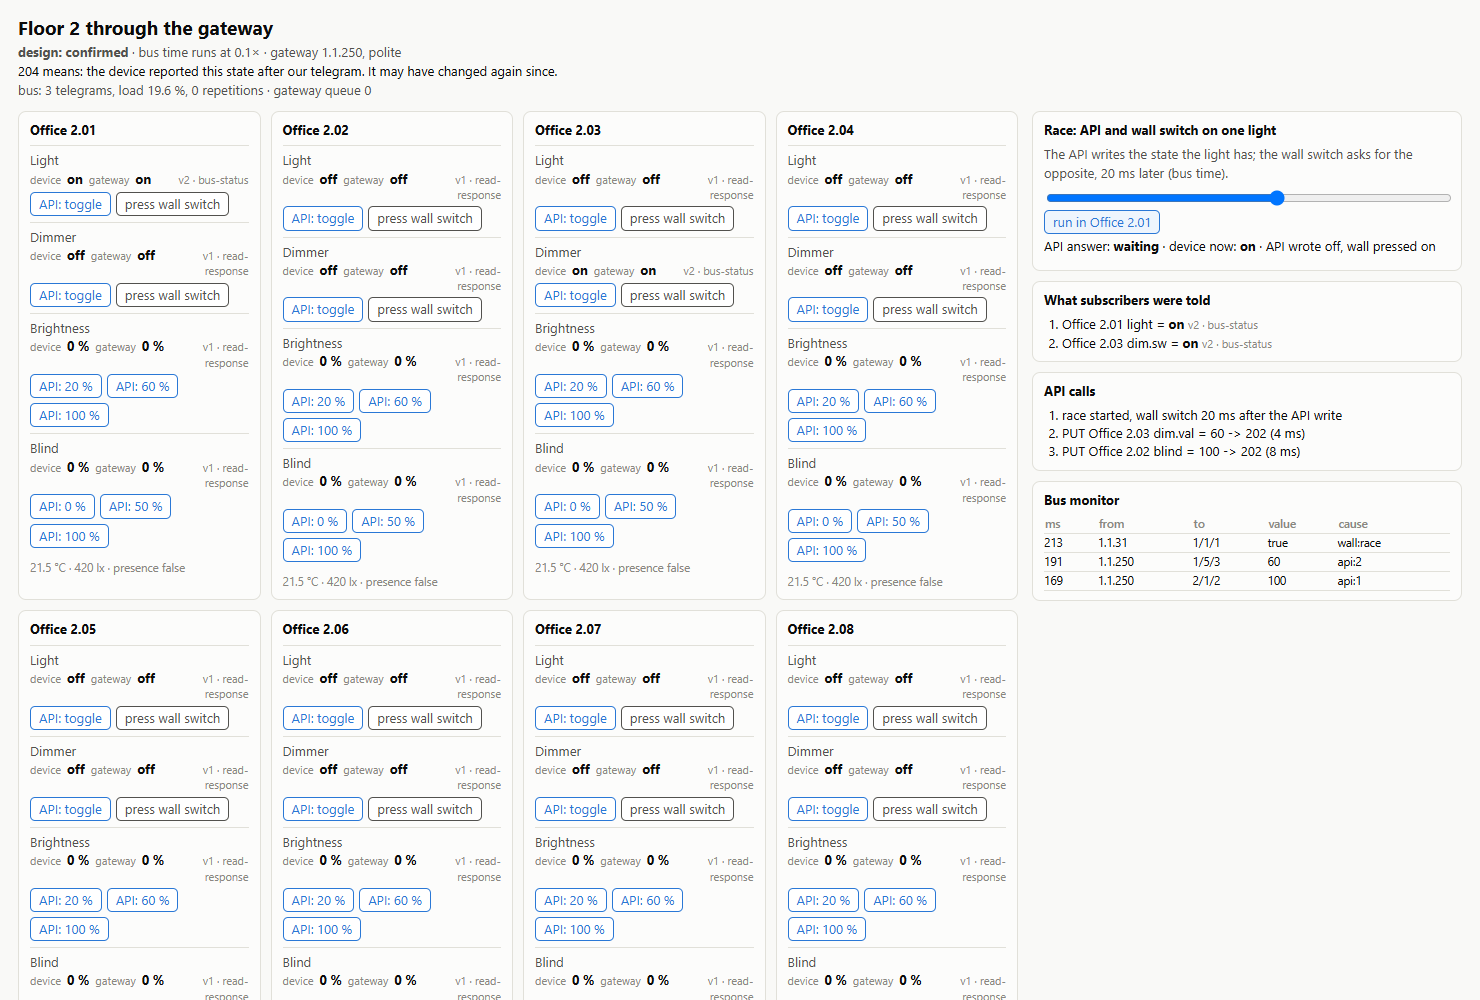 Floor 2 through the gateway
design: confirmed · bus time runs at 0.1× · gateway 1.1.250, polite
204 means: the device reported this state after our telegram. It may have changed again since.
bus: 3 telegrams, load 19.6 %, 0 repetitions · gateway queue 0
Office 2.01
Light
device on gateway on v2 · bus-status
API: toggle press wall switch
Dimmer
device off gateway off v1 · read-
response
API: toggle press wall switch
Brightness
device 0 % gateway 0 % v1 · read-
response
API: 20 % API: 60 %
API: 100 %
Blind
device 0 % gateway 0 % v1 · read-
response
API: 0 % API: 50 %
API: 100 %
21.5 °C · 420 lx · presence false
Office 2.02
Light
device off gateway off v1 · read-
response
API: toggle press wall switch
Dimmer
device off gateway off v1 · read-
response
API: toggle press wall switch
Brightness
device 0 % gateway 0 % v1 · read-
response
API: 20 % API: 60 %
API: 100 %
Blind
device 0 % gateway 0 % v1 · read-
response
API: 0 % API: 50 %
API: 100 %
21.5 °C · 420 lx · presence false
Office 2.03
Light
device off gateway off v1 · read-
response
API: toggle press wall switch
Dimmer
device on gateway on v2 · bus-status
API: toggle press wall switch
Brightness
device 0 % gateway 0 % v1 · read-
response
API: 20 % API: 60 %
API: 100 %
Blind
device 0 % gateway 0 % v1 · read-
response
API: 0 % API: 50 %
API: 100 %
21.5 °C · 420 lx · presence false
Office 2.04
Light
device off gateway off v1 · read-
response
API: toggle press wall switch
Dimmer
device off gateway off v1 · read-
response
API: toggle press wall switch
Brightness
device 0 % gateway 0 % v1 · read-
response
API: 20 % API: 60 %
API: 100 %
Blind
device 0 % gateway 0 % v1 · read-
response
API: 0 % API: 50 %
API: 100 %
21.5 °C · 420 lx · presence false
Race: API and wall switch on one light
The API writes the state the light has; the wall switch asks for the
opposite, 20 ms later (bus time).
run in Office 2.01
API answer: waiting · device now: on · API wrote off, wall pressed on
What subscribers were told
1. Office 2.01 light = on v2 · bus-status
2. Office 2.03 dim.sw = on v2 · bus-status
API calls
1. race started, wall switch 20 ms after the API write
2. PUT Office 2.03 dim.val = 60 -> 202 (4 ms)
3. PUT Office 2.02 blind = 100 -> 202 (8 ms)
Bus monitor
ms from to value cause
213 1.1.31 1/1/1 true wall:race
191 1.1.250 1/5/3 60 api:2
169 1.1.250 2/1/2 100 api:1
Office 2.05
Light
device off gateway off v1 · read-
response
API: toggle press wall switch
Dimmer
device off gateway off v1 · read-
response
API: toggle press wall switch
Brightness
device 0 % gateway 0 % v1 · read-
response
API: 20 % API: 60 %
API: 100 %
Blind
device 0 % gateway 0 % v1 · read-
response
Office 2.06
Light
device off gateway off v1 · read-
response
API: toggle press wall switch
Dimmer
device off gateway off v1 · read-
response
API: toggle press wall switch
Brightness
device 0 % gateway 0 % v1 · read-
response
API: 20 % API: 60 %
API: 100 %
Blind
device 0 % gateway 0 % v1 · read-
response
Office 2.07
Light
device off gateway off v1 · read-
response
API: toggle press wall switch
Dimmer
device off gateway off v1 · read-
response
API: toggle press wall switch
Brightness
device 0 % gateway 0 % v1 · read-
response
API: 20 % API: 60 %
API: 100 %
Blind
device 0 % gateway 0 % v1 · read-
response
Office 2.08
Light
device off gateway off v1 · read-
response
API: toggle press wall switch
Dimmer
device off gateway off v1 · read-
response
API: toggle press wall switch
Brightness
device 0 % gateway 0 % v1 · read-
response
API: 20 % API: 60 %
API: 100 %
Blind
device 0 % gateway 0 % v1 · read-
response